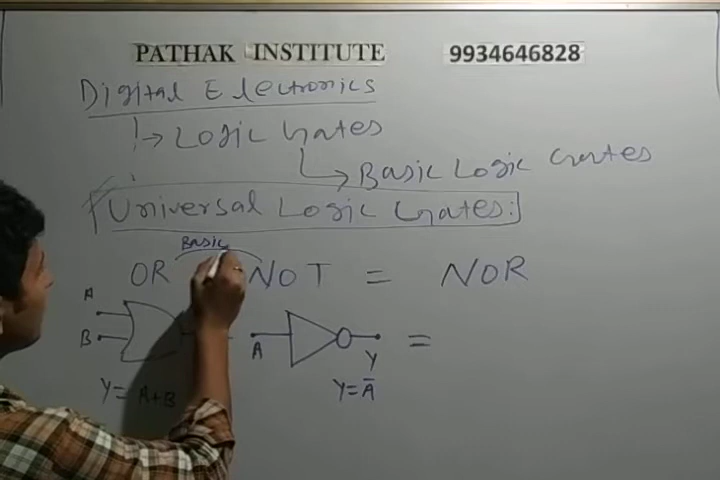 PATHAK INSTITUTE 9934646828
Digital Electronics
→ Logic Gates
→ Basic Logic Gates
Universal Logic Gates:
Basic
OR NOT = NOR
A
B A Y =
Y = A+B Y = Ā